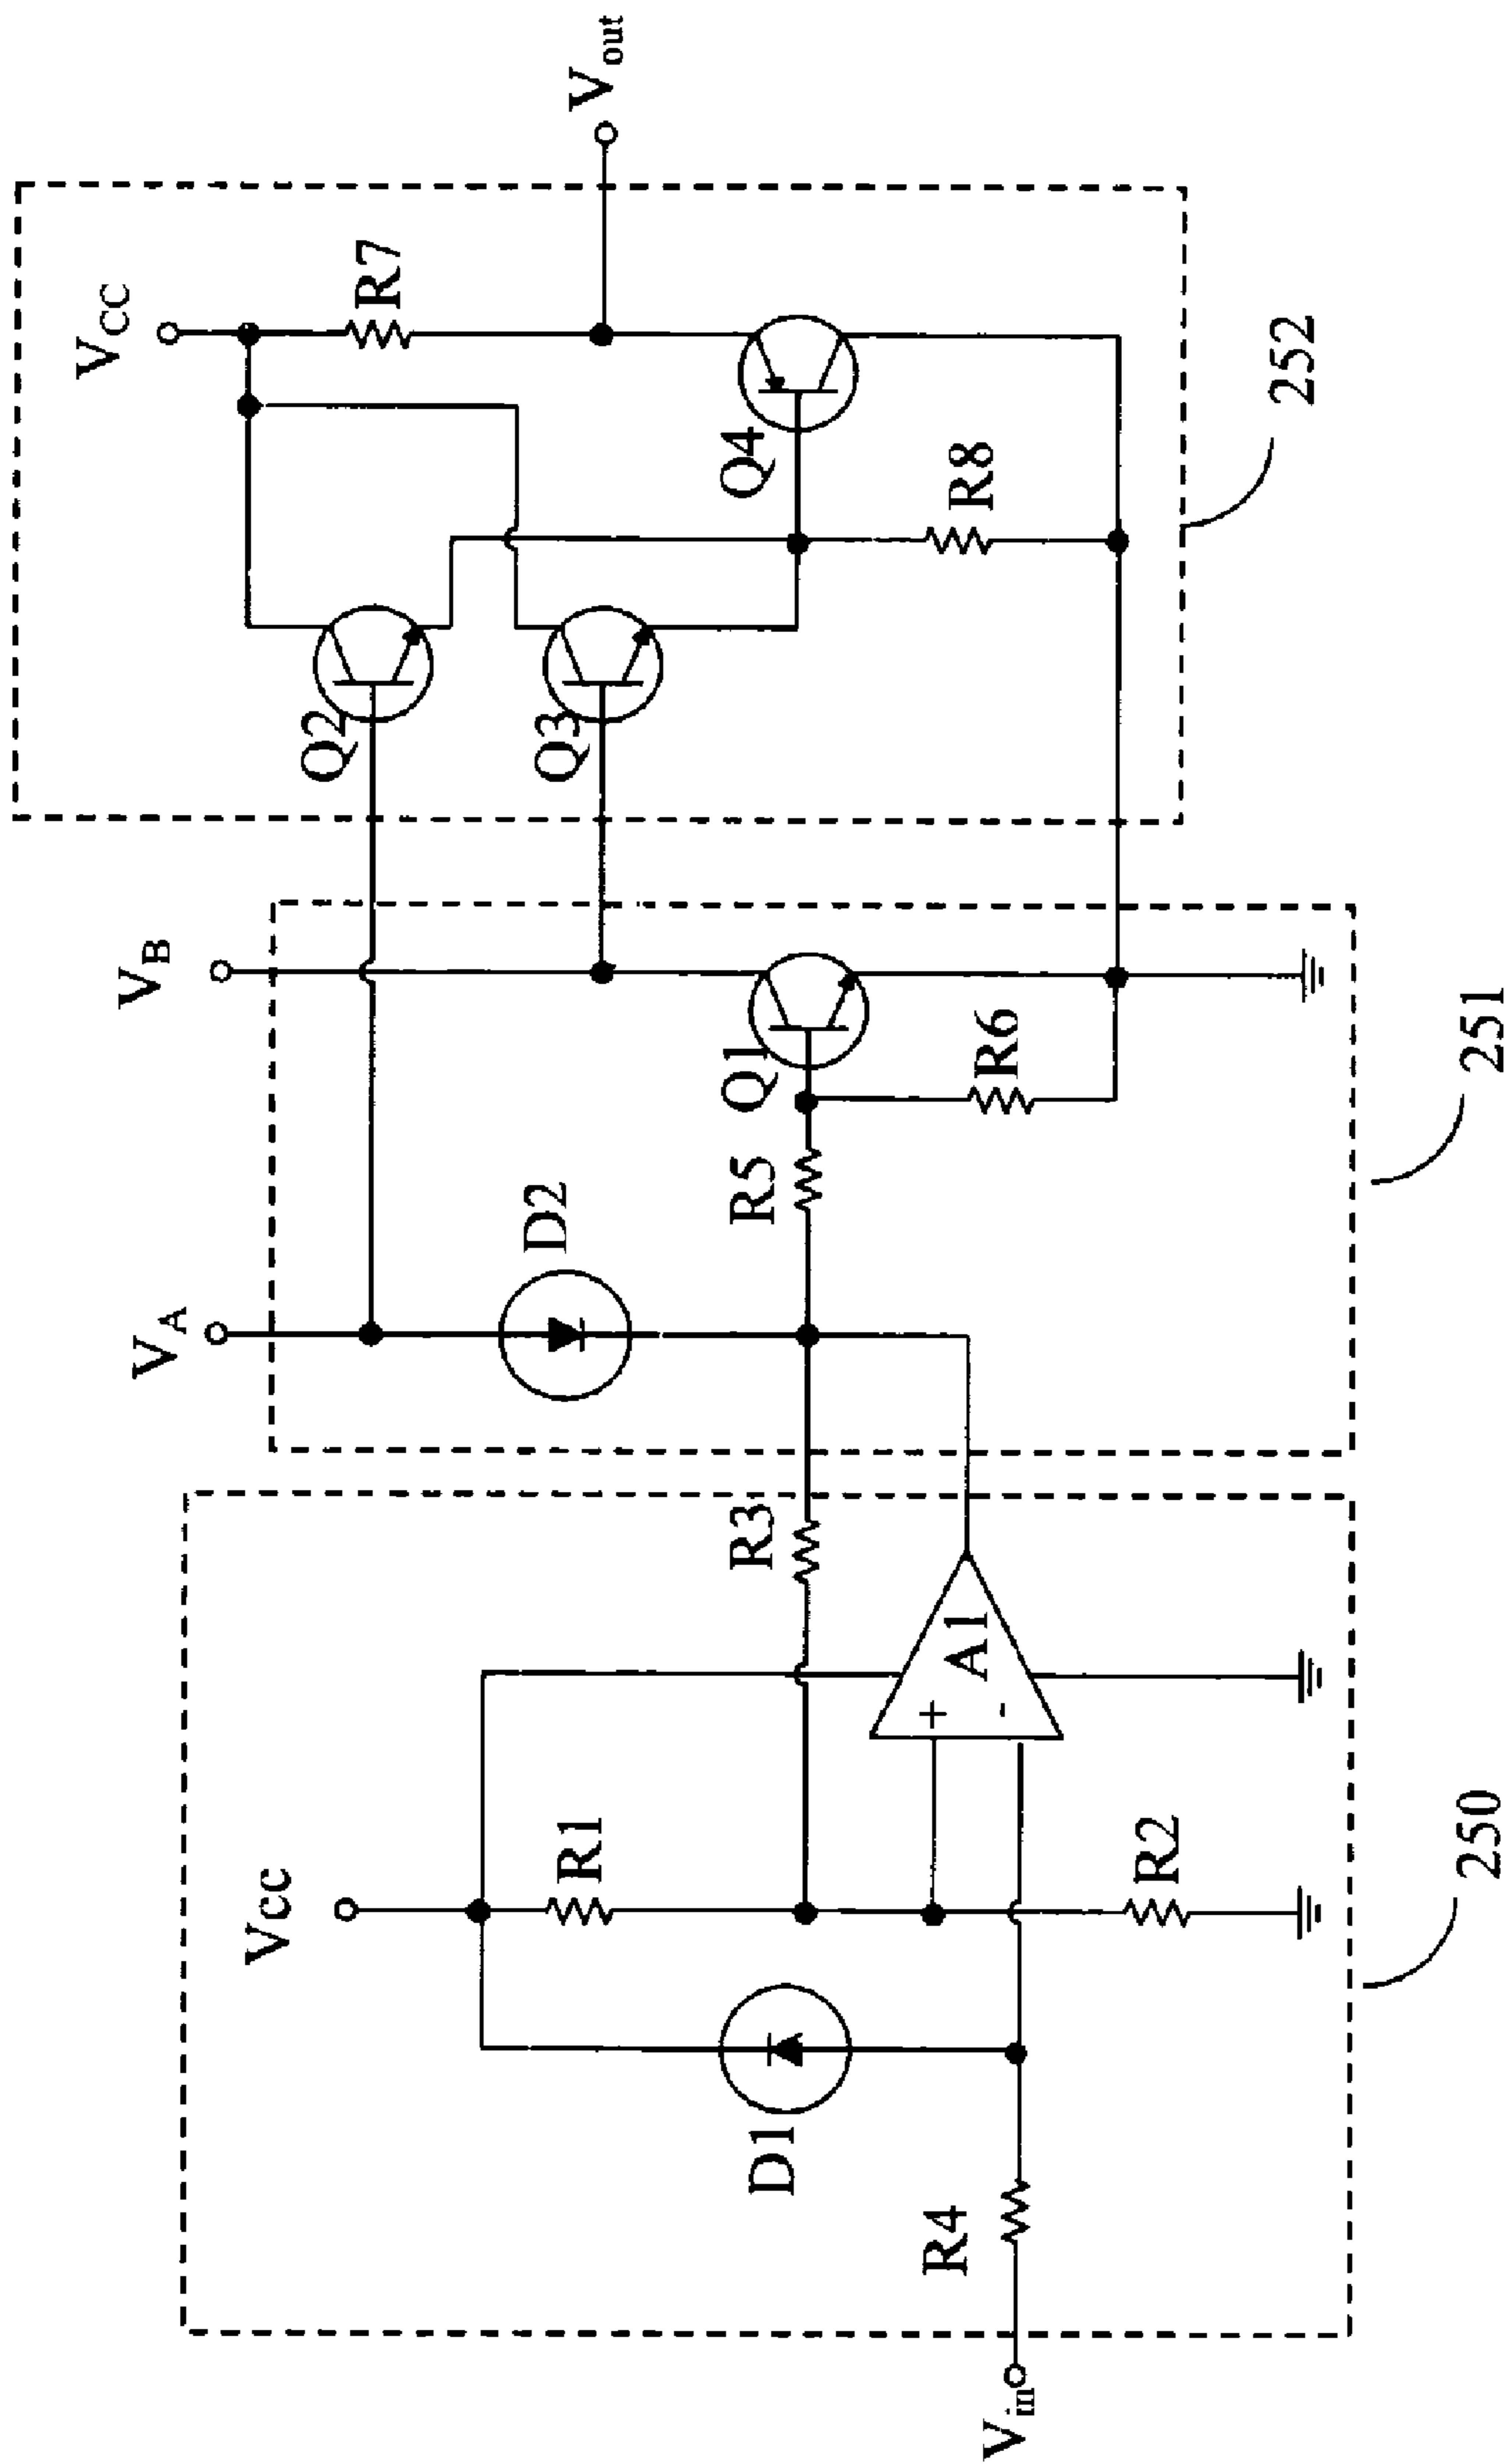 Vin
R4
D1
Vcc
R1
R2
+
-
A1
R3
250
VA
D2
R5
Q1
R6
VB
251
Q2
Q3
VCC
R7
Q4
R8
Vout
252